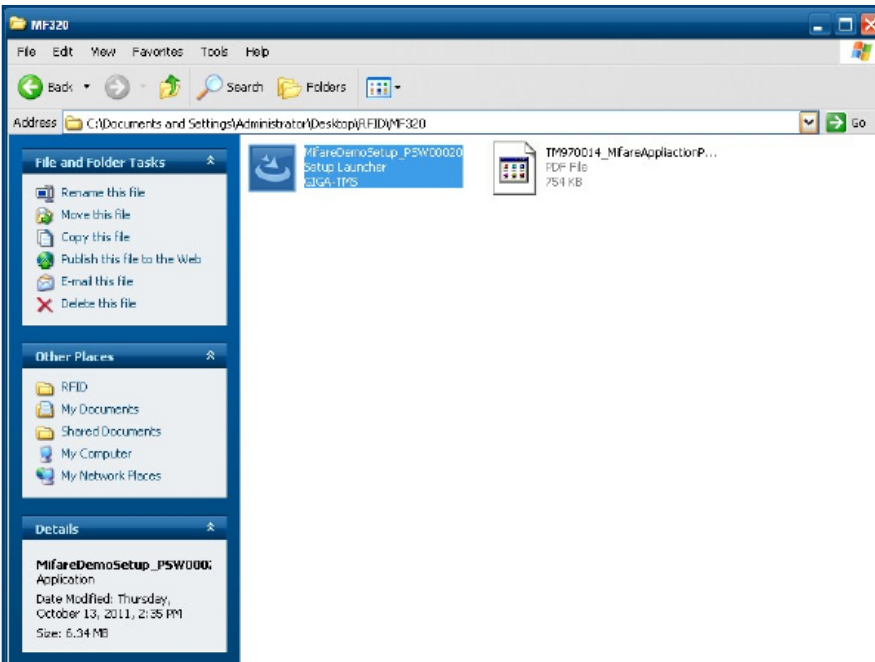 MF320
File Edit View Favorites Tools Help
Back Search Folders
Address C:\Documents and Settings\Administrator\Desktop\RFID\MF320 Go
File and Folder Tasks
Rename this file
Move this file
Copy this file
Publish this file to the Web
E-mail this file
Delete this file
Other Places
RFID
My Documents
Shared Documents
My Computer
My Network Places
Details
MifareDemoSetup_PSW000
Application
Date Modified: Thursday,
October 13, 2011, 2:35 PM
Size: 6.34 MB
MifareDemoSetup_PSW00020
Setup Launcher
GIGA-TMS
TM970014_MifareAppliactionP...
PDF File
754 KB